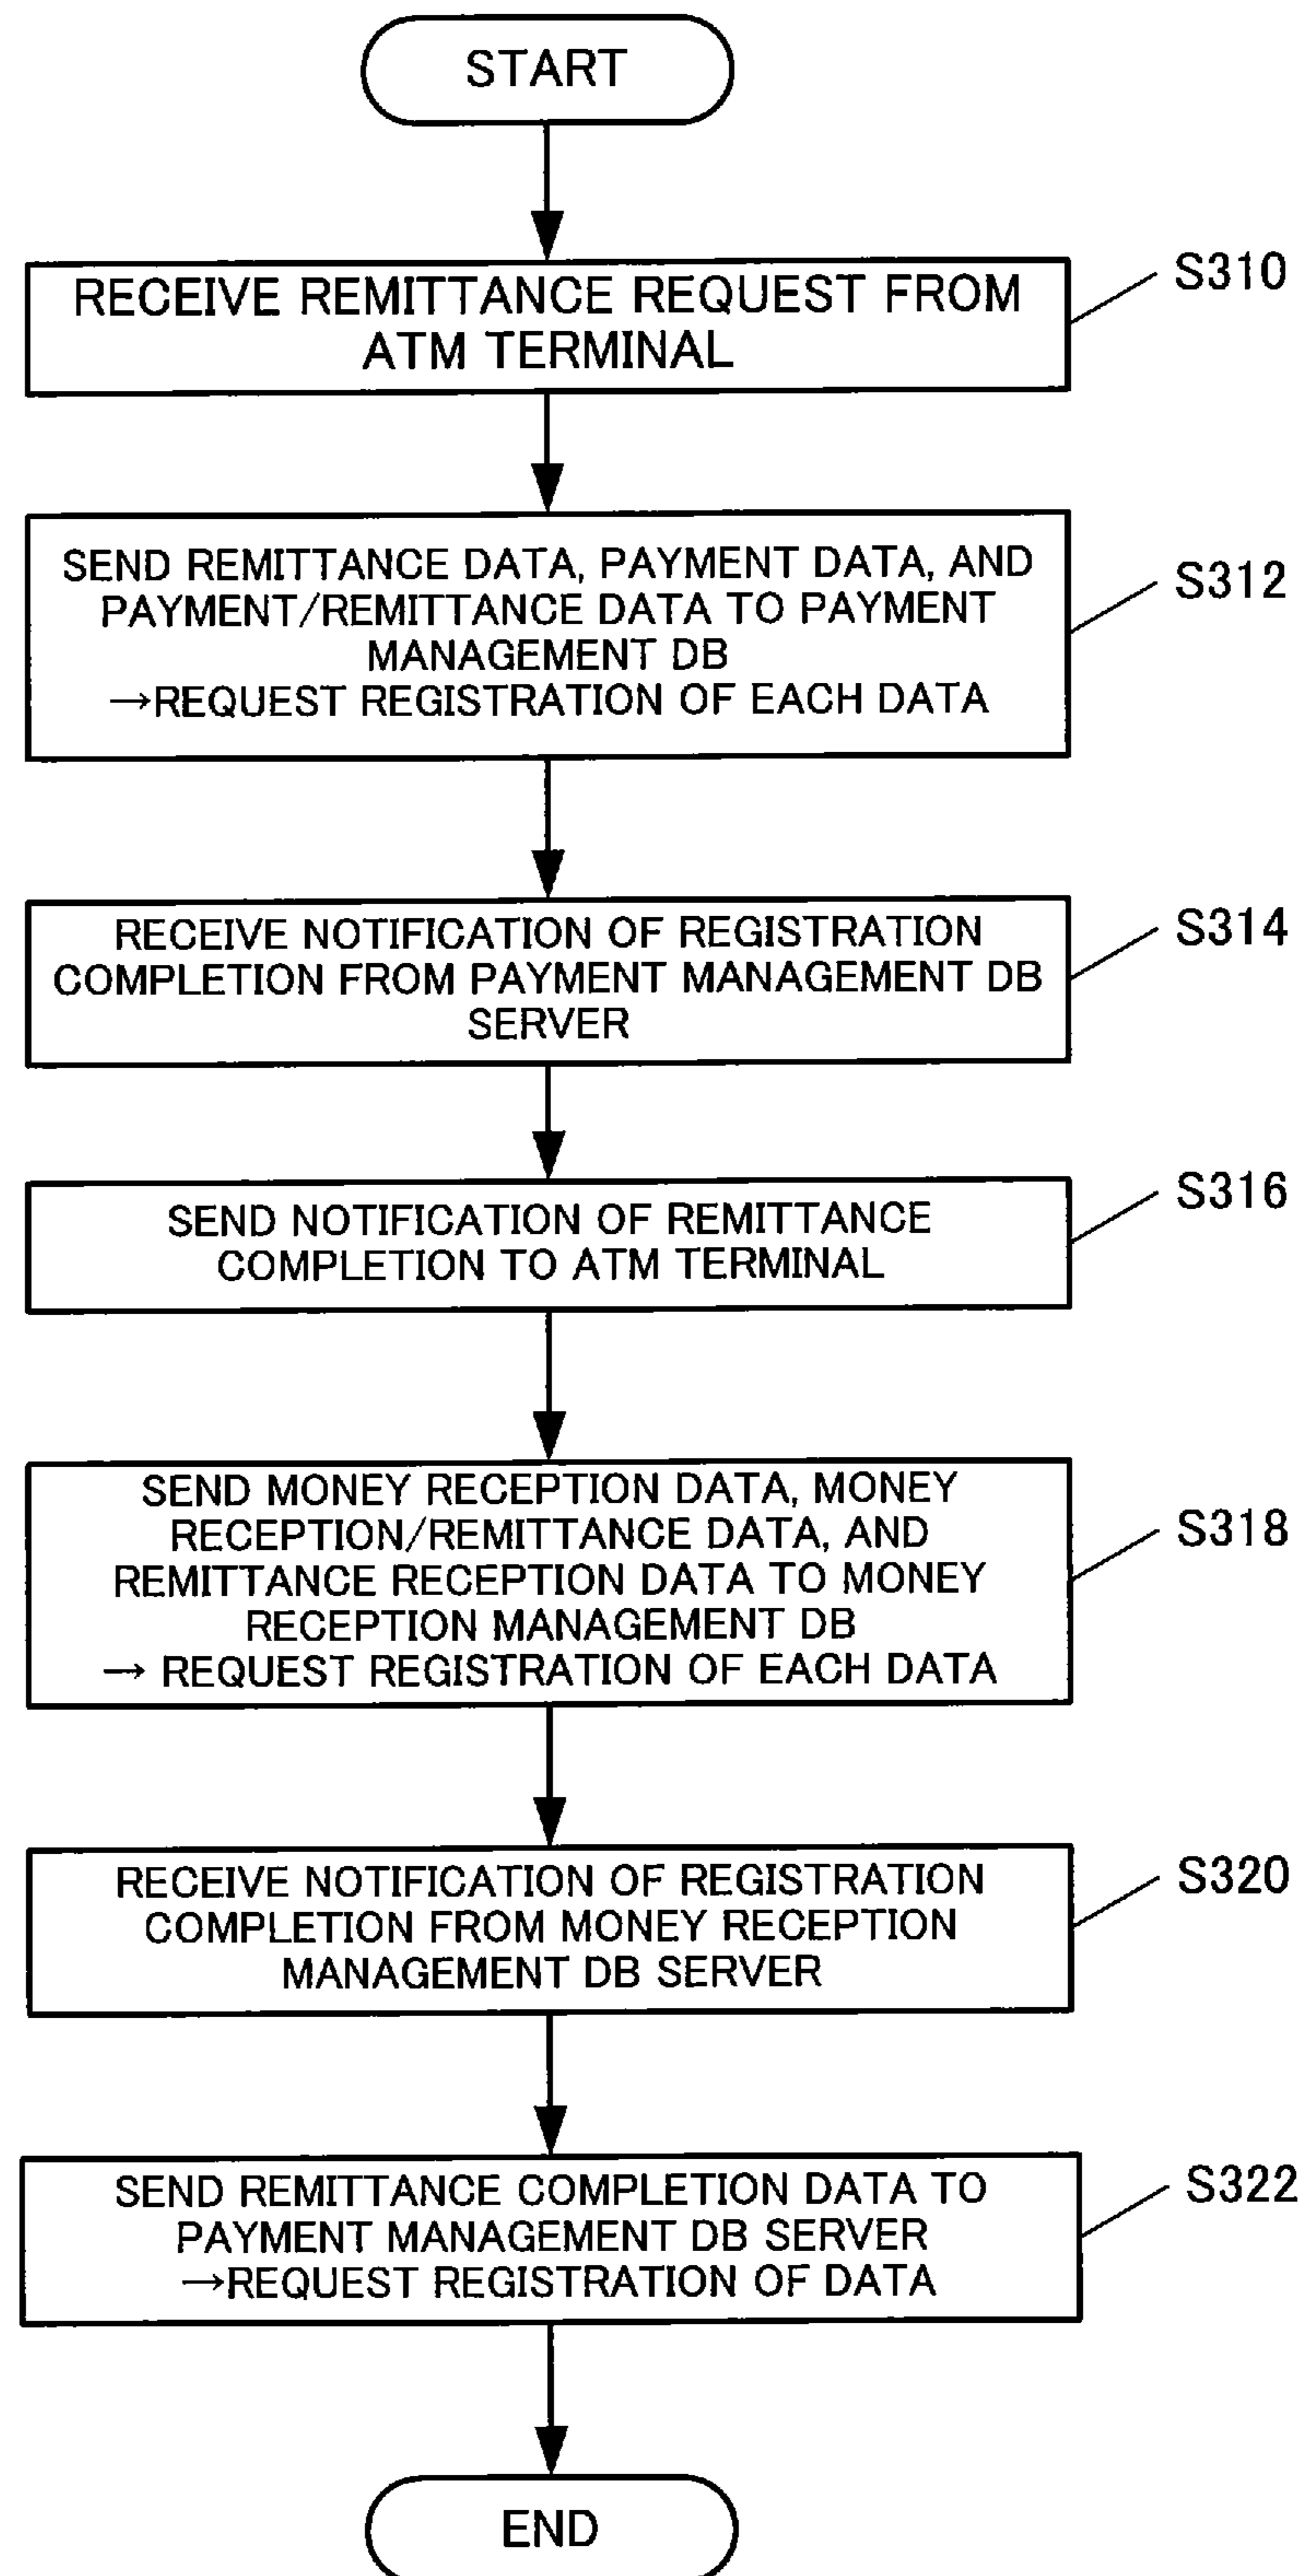 START
RECEIVE REMITTANCE REQUEST FROM
ATM TERMINAL
S310
SEND REMITTANCE DATA, PAYMENT DATA, AND
PAYMENT/REMITTANCE DATA TO PAYMENT
MANAGEMENT DB
→REQUEST REGISTRATION OF EACH DATA
S312
RECEIVE NOTIFICATION OF REGISTRATION
COMPLETION FROM PAYMENT MANAGEMENT DB
SERVER
S314
SEND NOTIFICATION OF REMITTANCE
COMPLETION TO ATM TERMINAL
S316
SEND MONEY RECEPTION DATA, MONEY
RECEPTION/REMITTANCE DATA, AND
REMITTANCE RECEPTION DATA TO MONEY
RECEPTION MANAGEMENT DB
→ REQUEST REGISTRATION OF EACH DATA
S318
RECEIVE NOTIFICATION OF REGISTRATION
COMPLETION FROM MONEY RECEPTION
MANAGEMENT DB SERVER
S320
SEND REMITTANCE COMPLETION DATA TO
PAYMENT MANAGEMENT DB SERVER
→REQUEST REGISTRATION OF DATA
S322
END